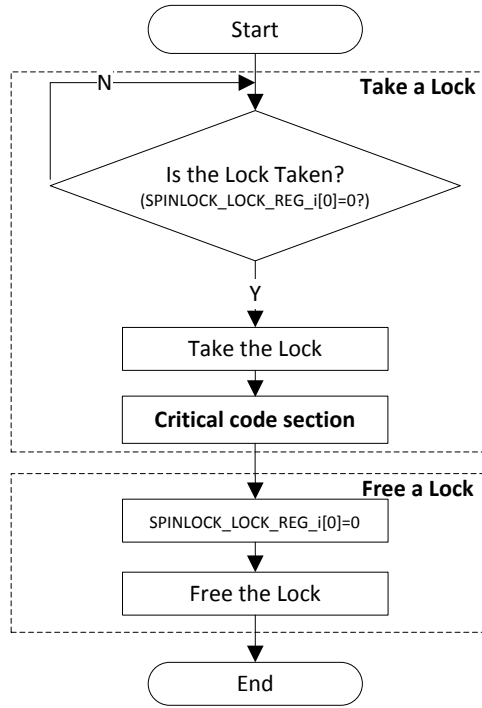 Start
N
Take a Lock
Is the Lock Taken?
(SPINLOCK_LOCK_REG_i[0]=0?)
Y
Take the Lock
Critical code section
Free a Lock
SPINLOCK_LOCK_REG_i[0]=0
Free the Lock
End